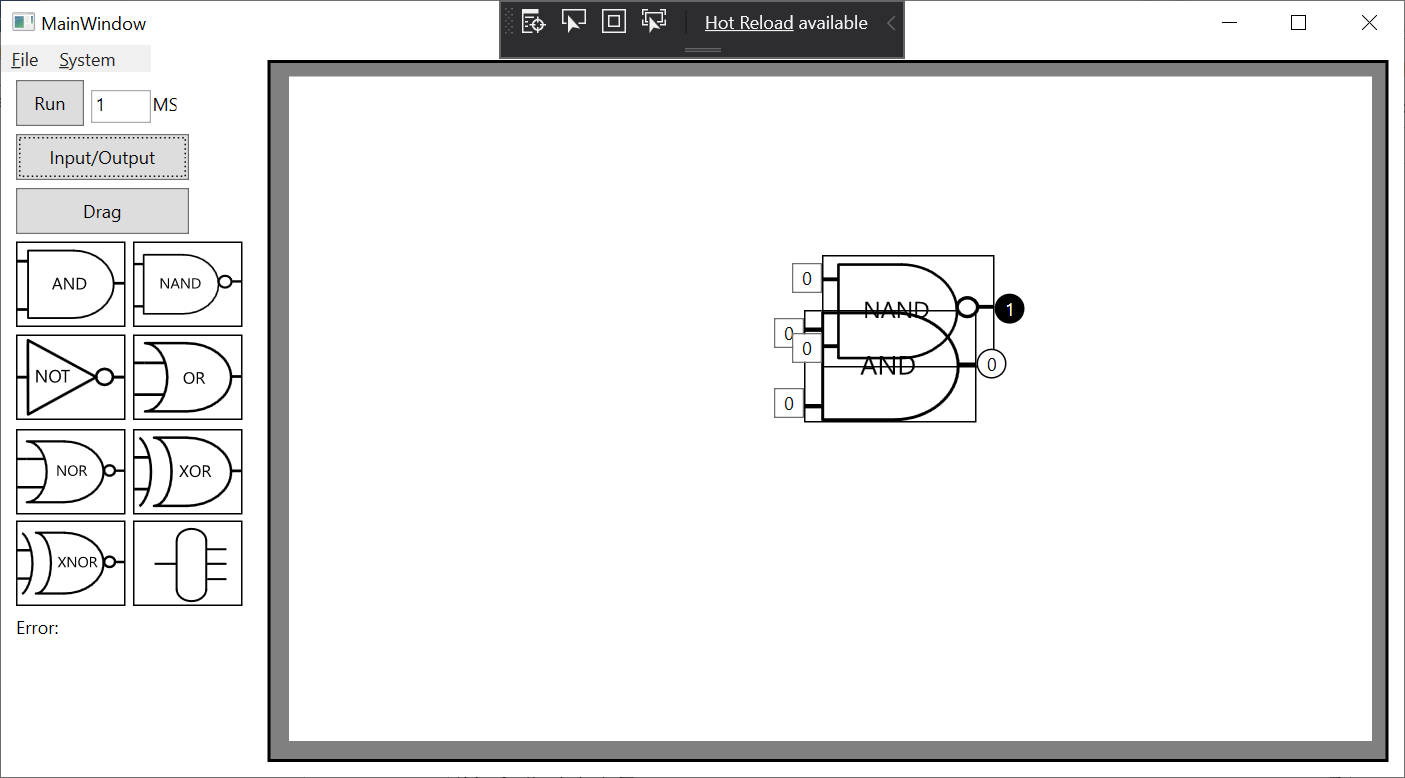 MainWindow
Hot Reload available
File System
Run 1 MS
Input/Output
Drag
AND NAND
NOT OR
NOR XOR
XNOR
Error:
0
NAND
1
0
0
AND
0
0